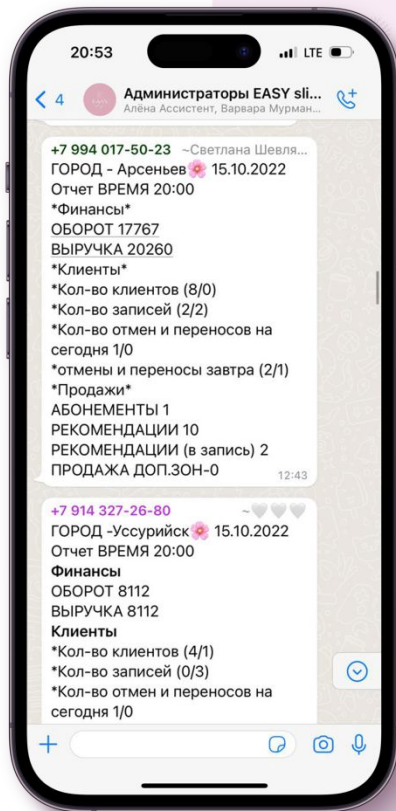 20:53
LTE
4
Администраторы EASY sli...
Алёна Ассистент, Варвара Мурман...
+7 994 017-50-23 ~Светлана Шевля...
ГОРОД - Арсеньев🌸 15.10.2022
Отчет ВРЕМЯ 20:00
*Финансы*
ОБОРОТ 17767
ВЫРУЧКА 20260
*Клиенты*
*Кол-во клиентов (8/0)
*Кол-во записей (2/2)
*Кол-во отмен и переносов на
сегодня 1/0
*отмены и переносы завтра (2/1)
*Продажи*
АБОНЕМЕНТЫ 1
РЕКОМЕНДАЦИИ 10
РЕКОМЕНДАЦИИ (в запись) 2
ПРОДАЖА ДОП.ЗОН-0
12:43
+7 914 327-26-80 ~🤍🤍🤍
ГОРОД -Уссурийск🌸 15.10.2022
Отчет ВРЕМЯ 20:00
Финансы
ОБОРОТ 8112
ВЫРУЧКА 8112
Клиенты
*Кол-во клиентов (4/1)
*Кол-во записей (0/3)
*Кол-во отмен и переносов на
сегодня 1/0